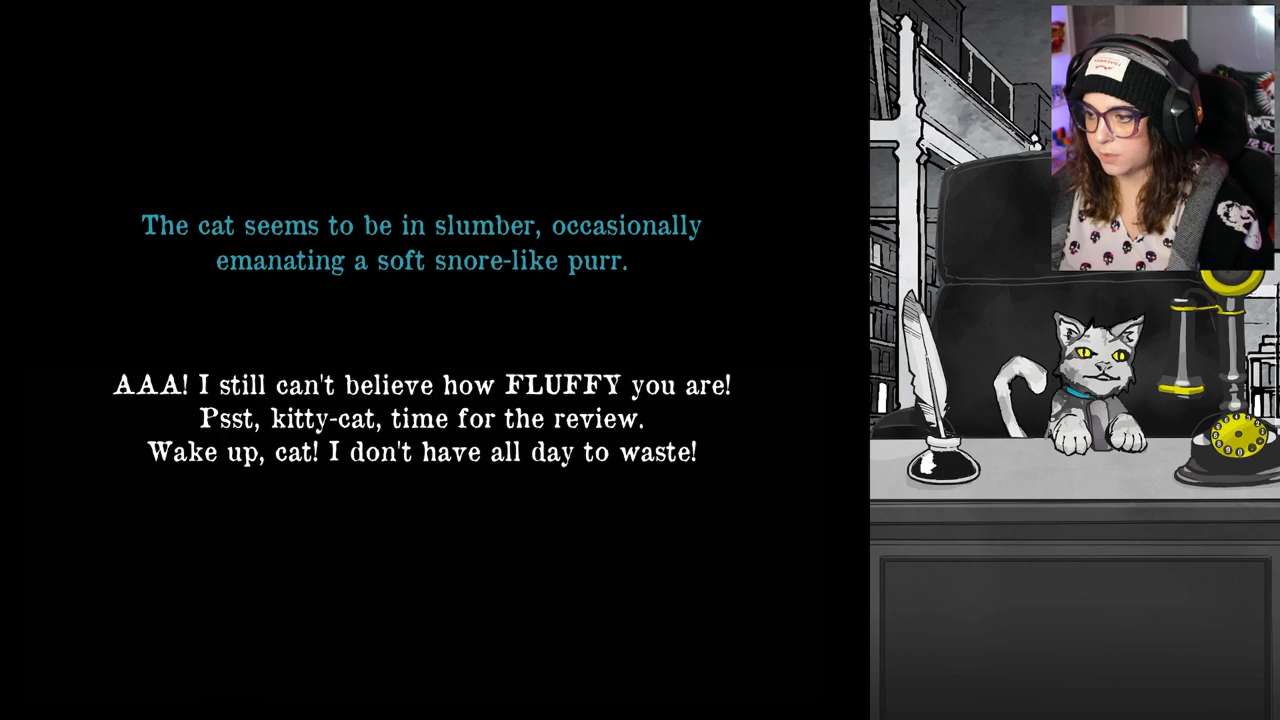 The cat seems to be in slumber, occasionally
emanating a soft snore-like purr.
AAA! I still can't believe how FLUFFY you are!
Psst, kitty-cat, time for the review.
Wake up, cat! I don't have all day to waste!